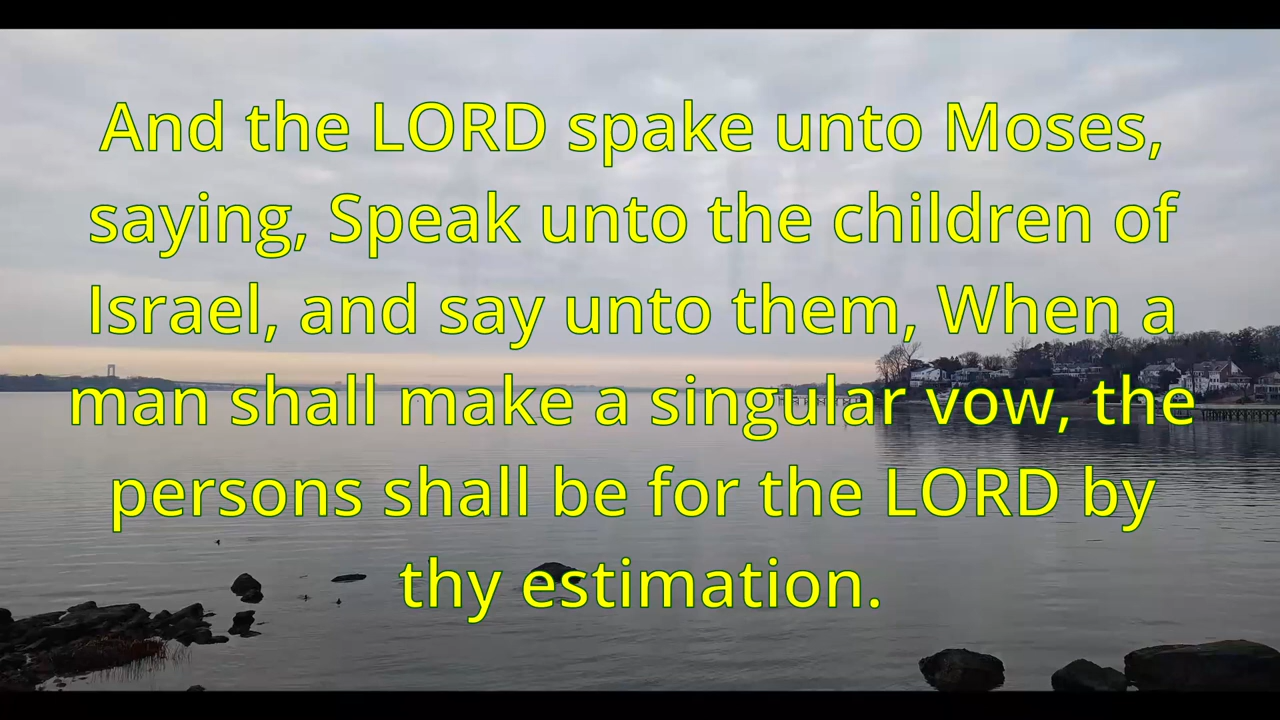 And the LORD spake unto Moses,
saying, Speak unto the children of
Israel, and say unto them, When a
man shall make a singular vow, the
persons shall be for the LORD by
thy estimation.